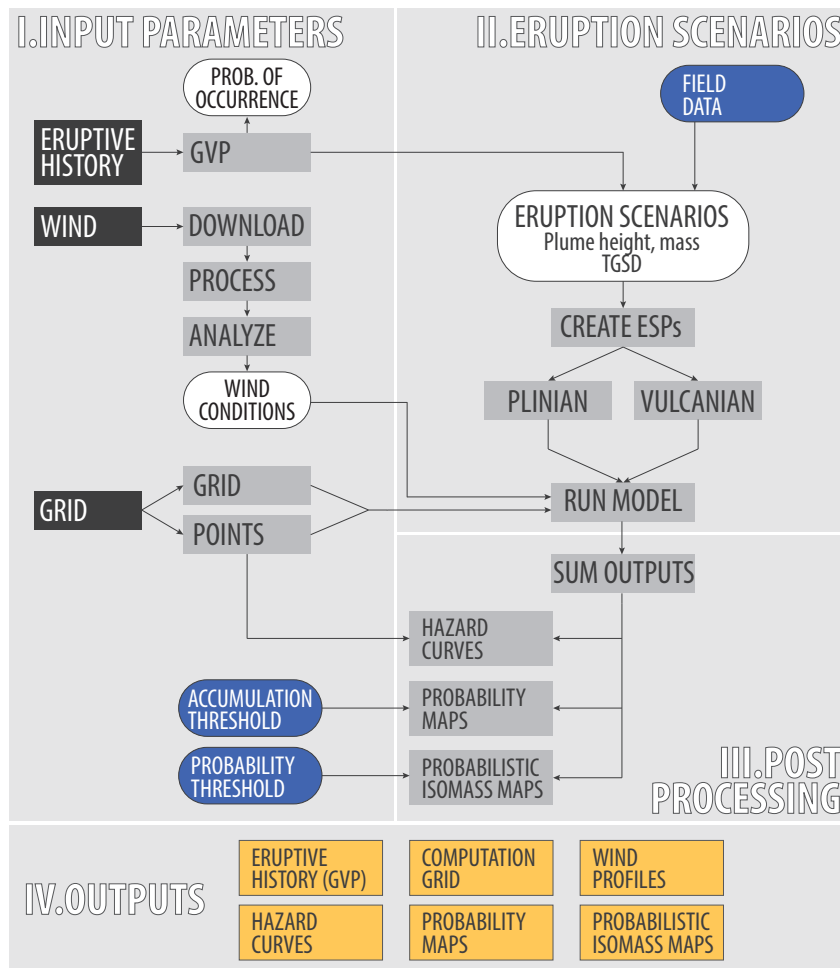 I.INPUT PARAMETERS
II.ERUPTION SCENARIOS
PROB. OF
OCCURRENCE
FIELD
DATA
ERUPTIVE
HISTORY
GVP
WIND
DOWNLOAD
ERUPTION SCENARIOS
Plume height, mass
TGSD
PROCESS
ANALYZE
CREATE ESPs
WIND
CONDITIONS
PLINIAN
VULCANIAN
GRID
GRID
POINTS
RUN MODEL
SUM OUTPUTS
HAZARD
CURVES
ACCUMULATION
THRESHOLD
PROBABILITY
MAPS
PROBABILITY
THRESHOLD
PROBABILISTIC
ISOMASS MAPS
III.POST
PROCESSING
IV.OUTPUTS
ERUPTIVE
HISTORY (GVP)
COMPUTATION
GRID
WIND
PROFILES
HAZARD
CURVES
PROBABILITY
MAPS
PROBABILISTIC
ISOMASS MAPS